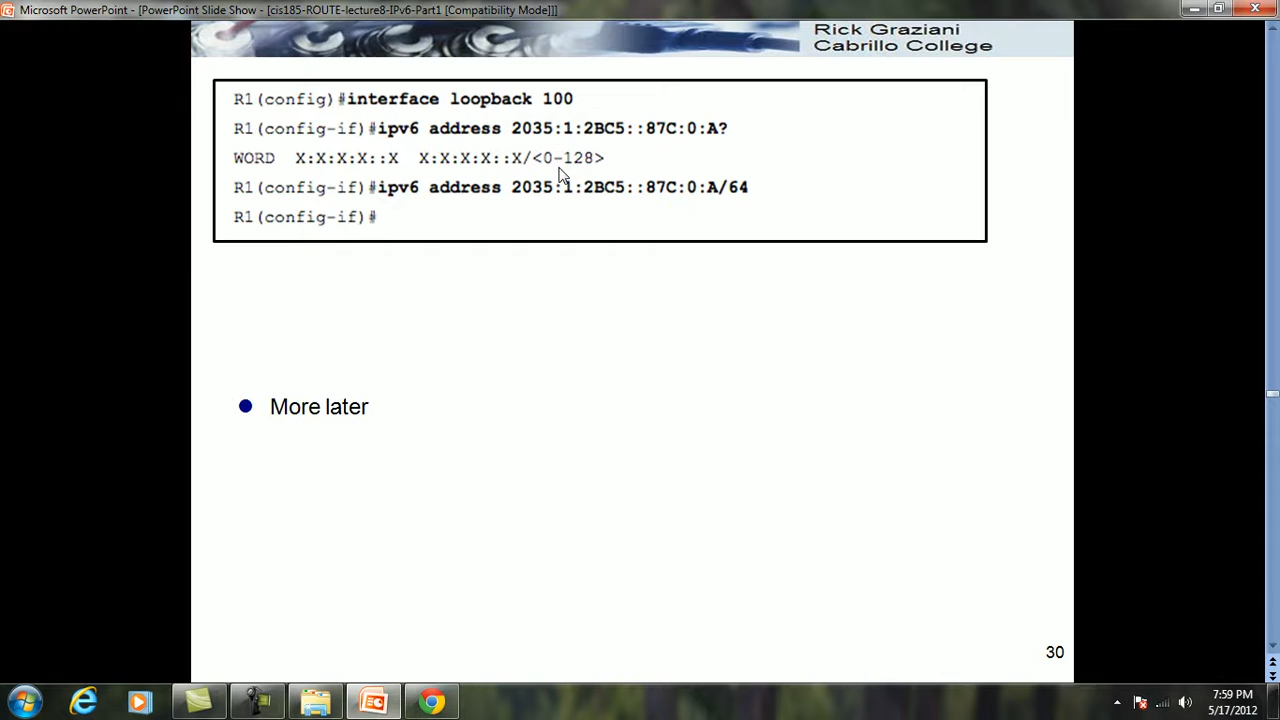 Microsoft PowerPoint - [PowerPoint Slide Show - [cis185-ROUTE-lecture8-IPv6-Part1 [Compatibility Mode]]]
Rick Graziani
Cabrillo College
R1(config)#interface loopback 100
R1(config-if)#ipv6 address 2035:1:2BC5::87C:0:A?
WORD  X:X:X:X::X  X:X:X:X::X/<0-128>
R1(config-if)#ipv6 address 2035:1:2BC5::87C:0:A/64
R1(config-if)#
More later
30
7:59 PM
5/17/2012